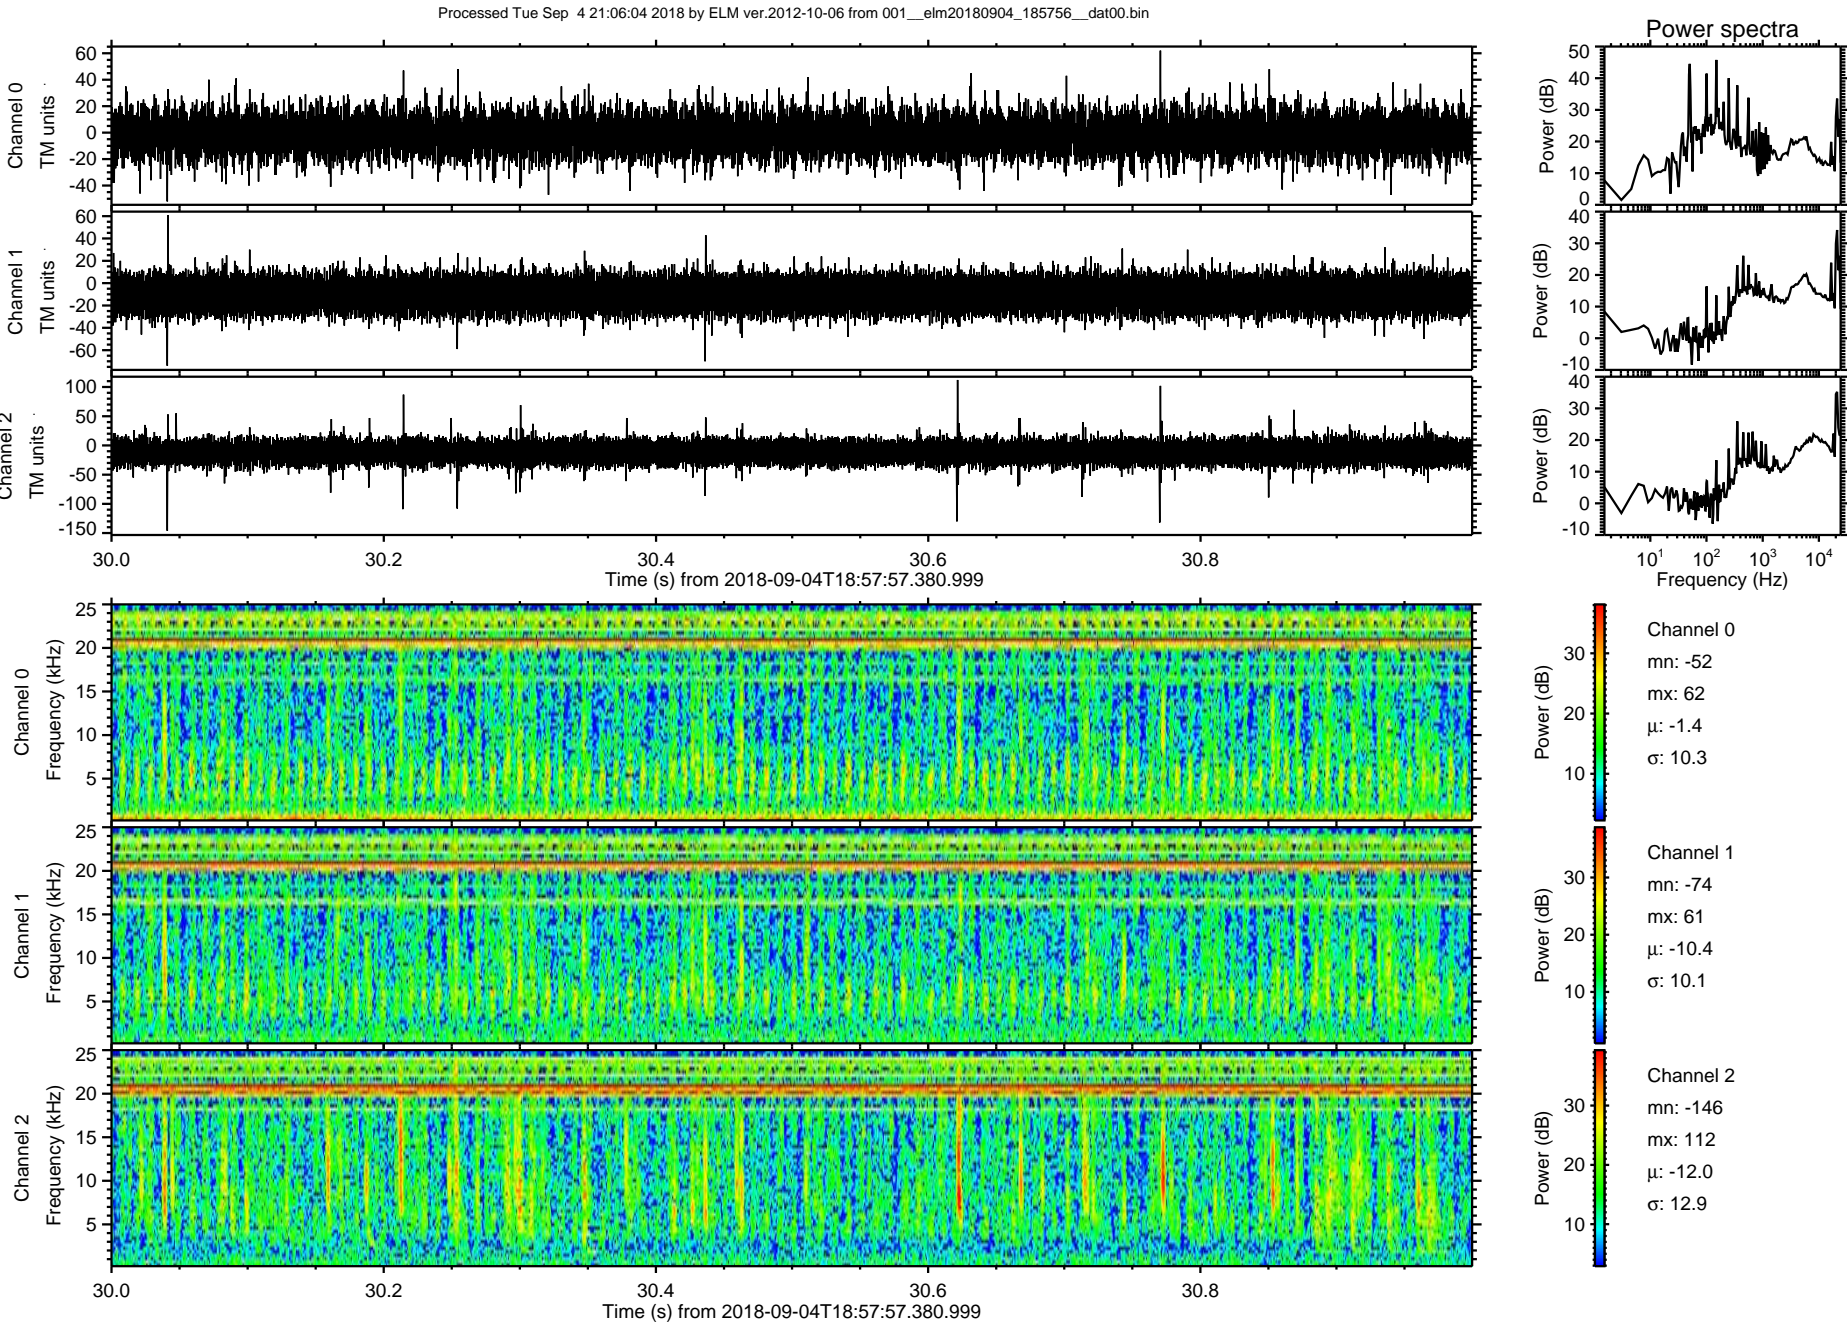 Processed Tue Sep  4 21:06:04 2018 by ELM ver.2012-10-06 from 001__elm20180904_185756__dat00.bin
Power spectra
Channel 0
TM units
60
40
20
0
-20
-40
Power (dB)
50
40
30
20
10
0
Channel 1
TM units
60
40
20
0
-20
-40
-60
Power (dB)
40
30
20
10
0
-10
Channel 2
TM units
100
50
0
-50
-100
-150
Power (dB)
40
30
20
10
0
-10
30.0 30.2 30.4 30.6 30.8
Time (s) from 2018-09-04T18:57:57.380.999
10^1 10^2 10^3 10^4
Frequency (Hz)
Channel 0
Frequency (kHz)
25
20
15
10
5
Power (dB)
30
20
10
Channel 0
mn: -52
mx: 62
μ: -1.4
σ: 10.3
Channel 1
Frequency (kHz)
25
20
15
10
5
Power (dB)
30
20
10
Channel 1
mn: -74
mx: 61
μ: -10.4
σ: 10.1
Channel 2
Frequency (kHz)
25
20
15
10
5
Power (dB)
30
20
10
Channel 2
mn: -146
mx: 112
μ: -12.0
σ: 12.9
30.0 30.2 30.4 30.6 30.8
Time (s) from 2018-09-04T18:57:57.380.999